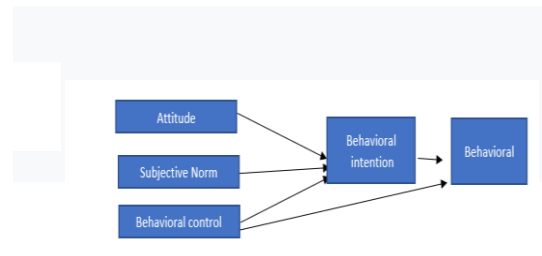 Attitude
Subjective Norm
Behavioral control
Behavioral
intention
Behavioral